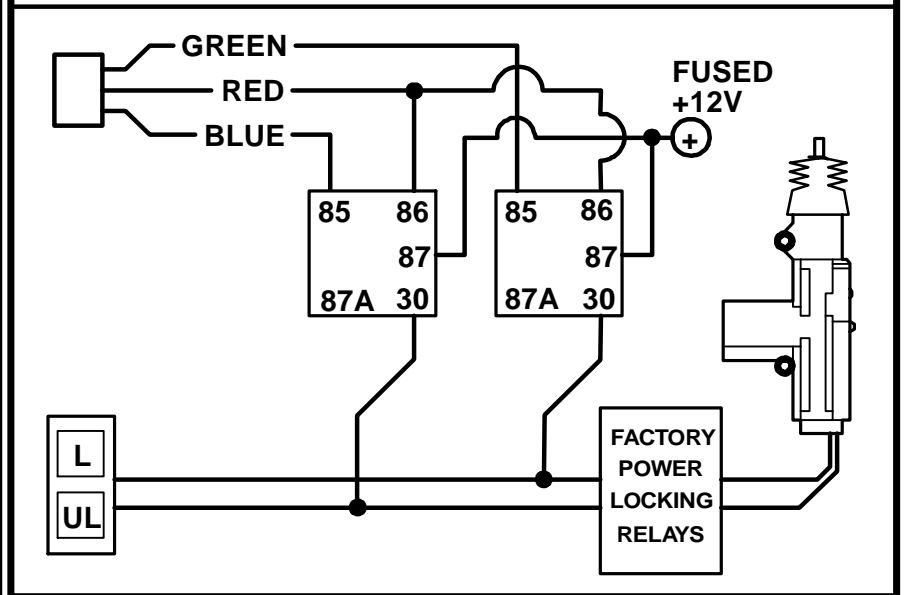 GREEN
RED
BLUE
FUSED
+12V
+
85 86
87
87A 30
85 86
87
87A 30
L
UL
FACTORY
POWER
LOCKING
RELAYS